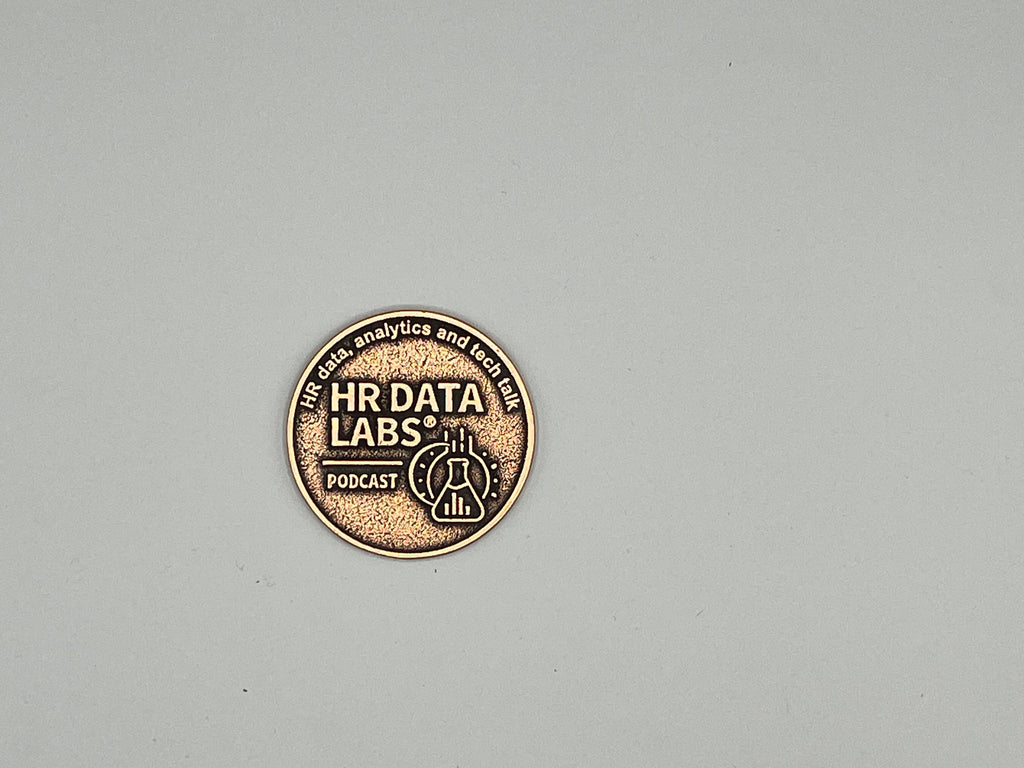 HR data, analytics and tech talk
HR DATA
LABS®
PODCAST